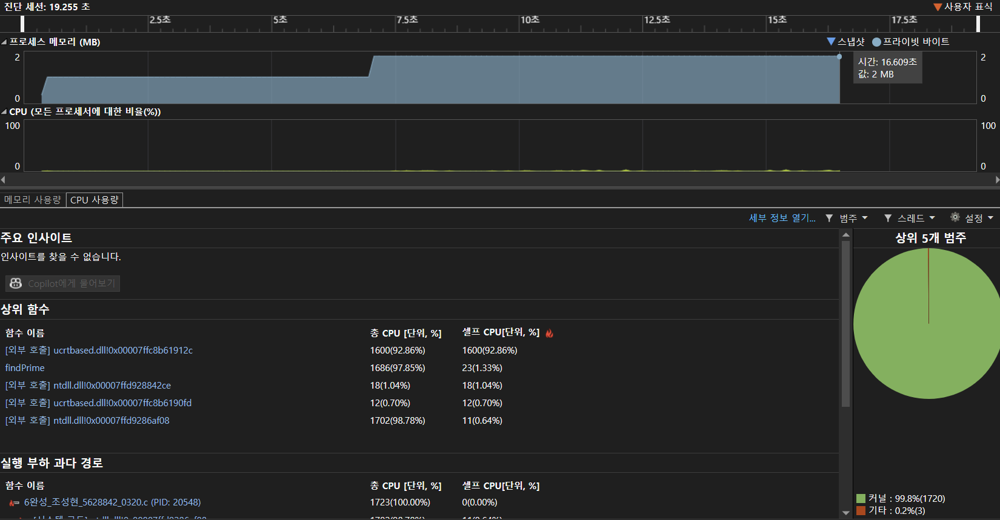 진단 세션: 19.255 초
사용자 표식
2.5초 5초 7.5초 10초 12.5초 15초 17.5초
프로세스 메모리 (MB)
스냅샷 프라이빗 바이트
2 2
시간: 16.609초
값: 2 MB
0 0
CPU (모든 프로세서에 대한 비율(%))
100 100
0 0
메모리 사용량 CPU 사용량
세부 정보 열기... 범주 스레드 설정
주요 인사이트
상위 5개 범주
인사이트를 찾을 수 없습니다.
Copilot에게 물어보기
상위 함수
함수 이름 총 CPU [단위, %] 셀프 CPU[단위, %]
[외부 호출] ucrtbased.dll!0x00007ffc8b61912c 1600(92.86%) 1600(92.86%)
findPrime 1686(97.85%) 23(1.33%)
[외부 호출] ntdll.dll!0x00007ffd928842ce 18(1.04%) 18(1.04%)
[외부 호출] ucrtbased.dll!0x00007ffc8b6190fd 12(0.70%) 12(0.70%)
[외부 호출] ntdll.dll!0x00007ffd9286af08 1702(98.78%) 11(0.64%)
실행 부하 과다 경로
함수 이름 총 CPU [단위, %] 셀프 CPU[단위, %]
6완성_조성현_5628842_0320.c (PID: 20548) 1723(100.00%) 0(0.00%)
커널 : 99.8%(1720)
기타 : 0.2%(3)